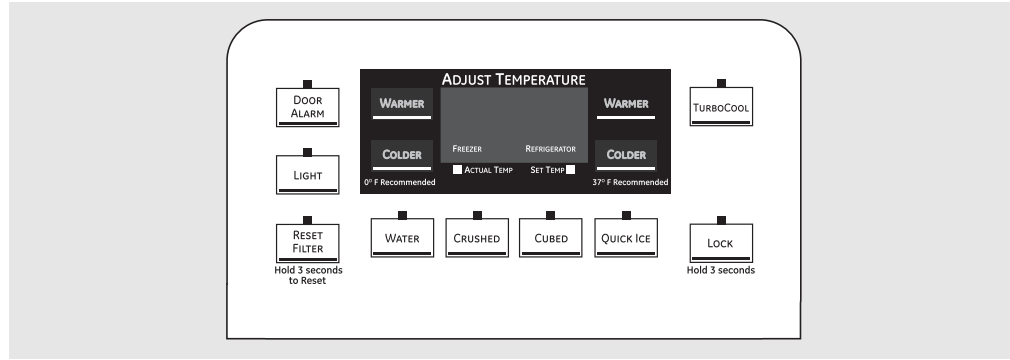 ADJUST TEMPERATURE
DOOR
ALARM
WARMER
WARMER
TURBOCOOL
COLDER
FREEZER
REFRIGERATOR
COLDER
LIGHT
ACTUAL TEMP
SET TEMP
0° F Recommended
37° F Recommended
RESET
FILTER
WATER
CRUSHED
CUBED
QUICK ICE
LOCK
Hold 3 seconds
to Reset
Hold 3 seconds